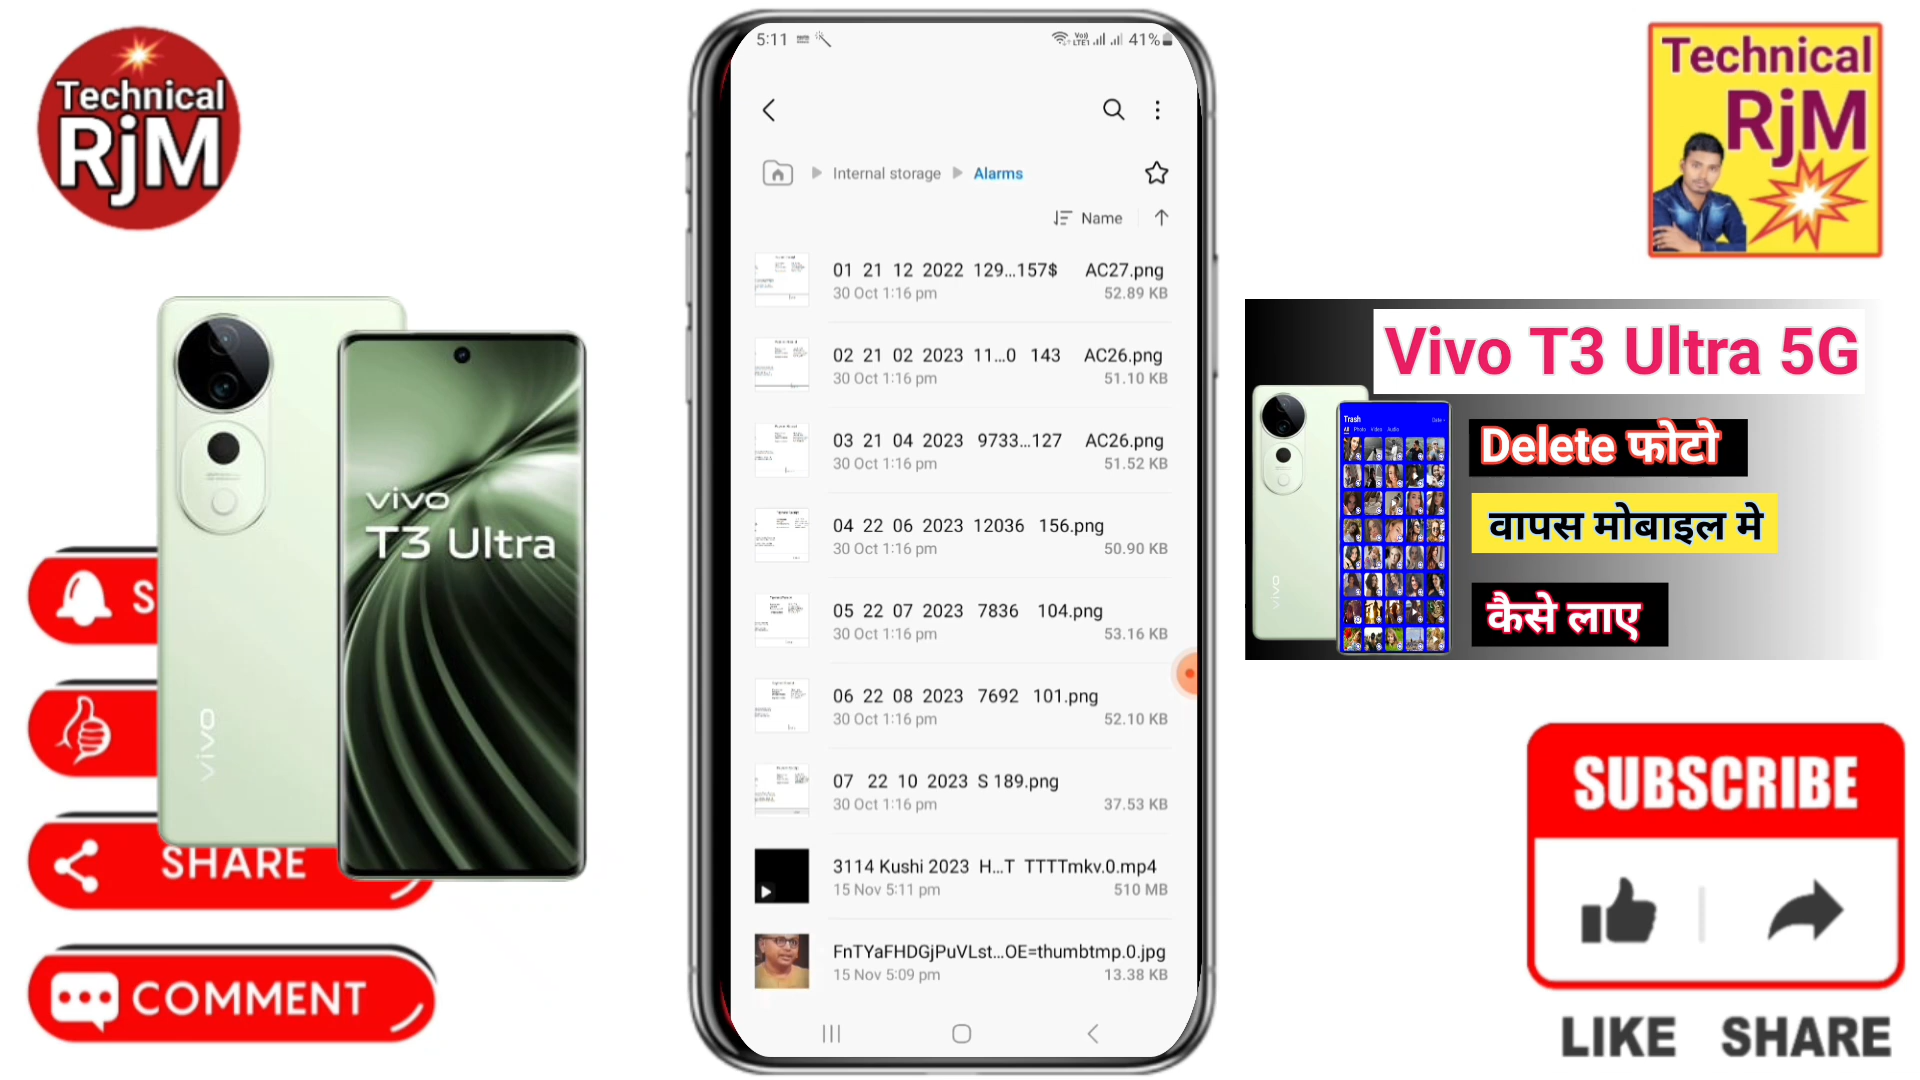 Technical
RjM
S
SHARE
COMMENT
vivo
vivo
T3 Ultra
5:11
Vo))
LTE1
41%
Internal storage
Alarms
Name
01 21 12 2022 129...157$ AC27.png
30 Oct 1:16 pm
52.89 KB
02 21 02 2023 11...0 143 AC26.png
30 Oct 1:16 pm
51.10 KB
03 21 04 2023 9733...127 AC26.png
30 Oct 1:16 pm
51.52 KB
04 22 06 2023 12036 156.png
30 Oct 1:16 pm
50.90 KB
05 22 07 2023 7836 104.png
30 Oct 1:16 pm
53.16 KB
06 22 08 2023 7692 101.png
30 Oct 1:16 pm
52.10 KB
07 22 10 2023 S 189.png
30 Oct 1:16 pm
37.53 KB
3114 Kushi 2023 H...T TTTTmkv.0.mp4
15 Nov 5:11 pm
510 MB
FnTYaFHDGjPuVLst...OE=thumbtmp.0.jpg
15 Nov 5:09 pm
13.38 KB
Technical
RjM
Vivo T3 Ultra 5G
Delete फोटो
वापस मोबाइल मे
कैसे लाए
vivo
Trash
Date
All Photo Video Audio
SUBSCRIBE
LIKE SHARE